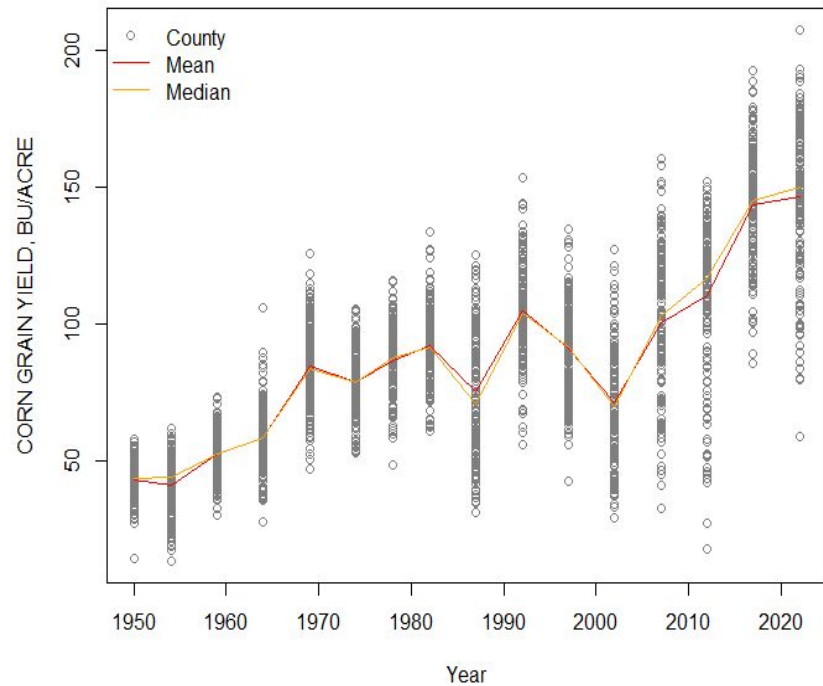 County
Mean
Median
CORN GRAIN YIELD, BU/ACRE
200
150
100
50
1950 1960 1970 1980 1990 2000 2010 2020
Year